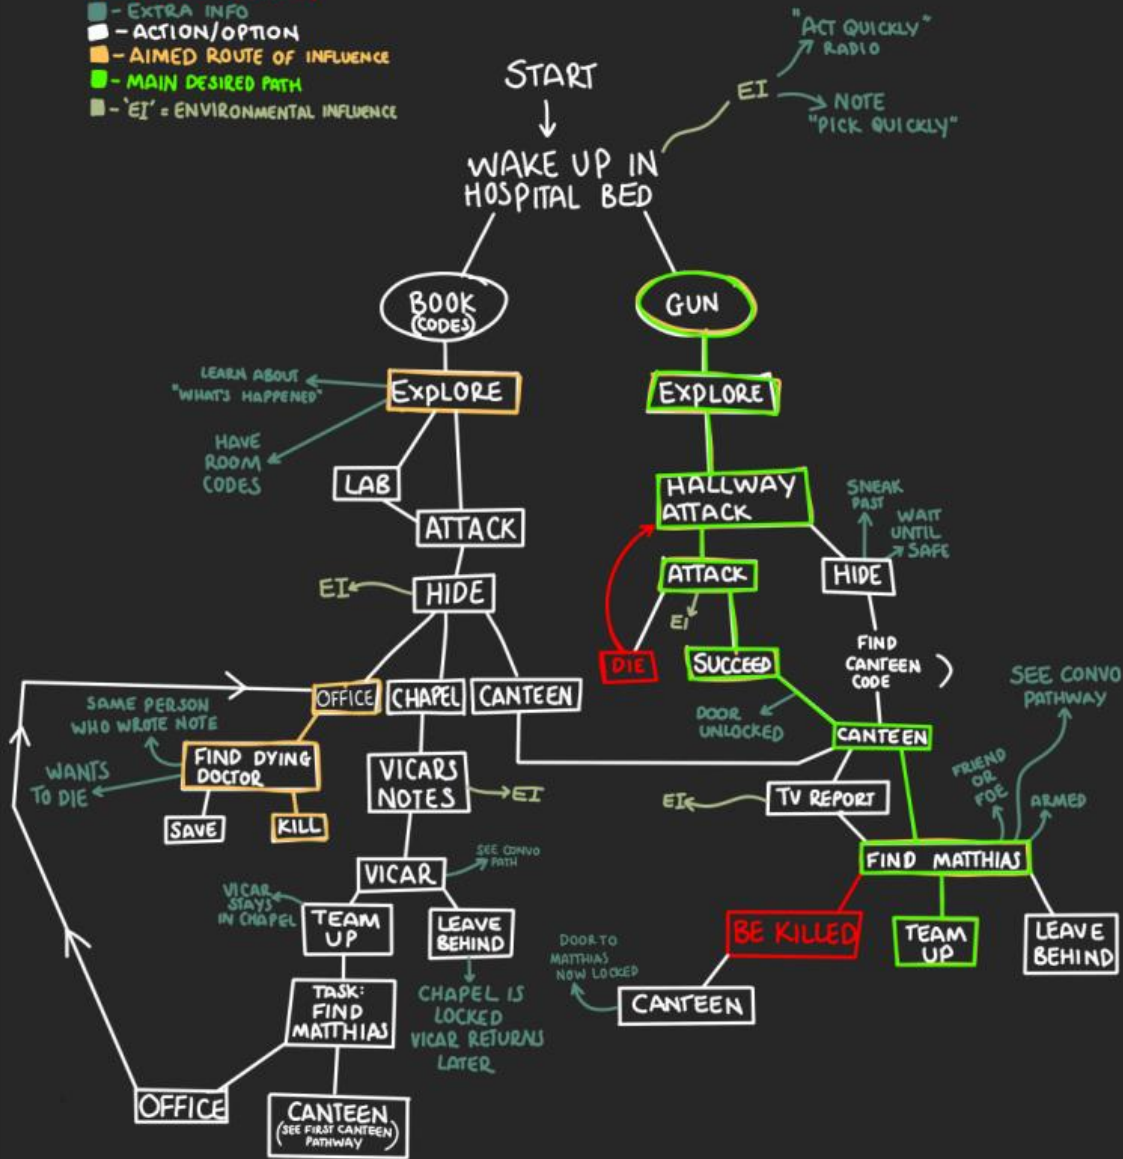 - EXTRA INFO
- ACTION/OPTION
- AIMED ROUTE OF INFLUENCE
- MAIN DESIRED PATH
- 'EI' = ENVIRONMENTAL INFLUENCE
"ACT QUICKLY"
RADIO
EI
NOTE
"PICK QUICKLY"
START
WAKE UP IN
HOSPITAL BED
BOOK
(CODES)
GUN
LEARN ABOUT
"WHAT'S HAPPENED"
EXPLORE
EXPLORE
HAVE
ROOM
CODES
LAB
ATTACK
HALLWAY
ATTACK
SNEAK
PAST
WAIT
UNTIL
SAFE
EI
HIDE
ATTACK
EI
HIDE
DIE
SUCCEED
FIND
CANTEEN
CODE
)
OFFICE
CHAPEL
CANTEEN
SAME PERSON
WHO WROTE NOTE
DOOR
UNLOCKED
CANTEEN
SEE CONVO
PATHWAY
WANTS
TO DIE
FIND DYING
DOCTOR
VICARS
NOTES
EI
EI
TV REPORT
FRIEND
OR
FOE
ARMED
SAVE
KILL
FIND MATTHIAS
VICAR
SEE CONVO
PATH
VICAR
STAYS
IN CHAPEL
TEAM
UP
LEAVE
BEHIND
BE KILLED
TEAM
UP
LEAVE
BEHIND
DOOR TO
MATTHIAS
NOW LOCKED
CANTEEN
TASK:
FIND
MATTHIAS
CHAPEL IS
LOCKED
VICAR RETURNS
LATER
OFFICE
CANTEEN
(SEE FIRST CANTEEN
PATHWAY)